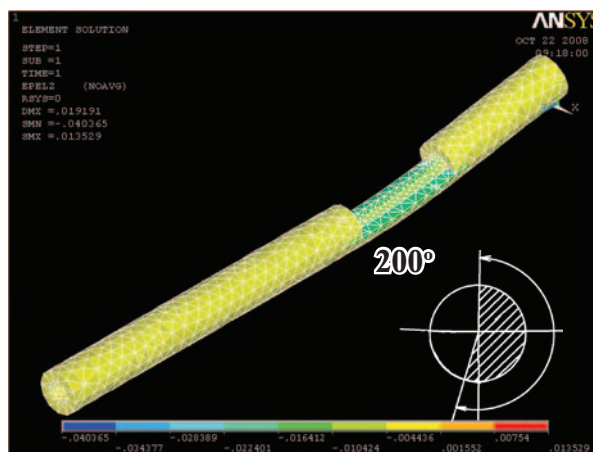 1
ANSYS
ELEMENT SOLUTION
OCT 22 2008
09:18:00
STEP=1
SUB =1
TIME=1
EPELZ (NOAVG)
RSYS=0
DMX =.019191
SMN =-.040365
SMX =.013529
X
200°
-.040365 -.028389 -.016412 -.004436 .00754
-.034377 -.022401 -.010424 .001552 .013529